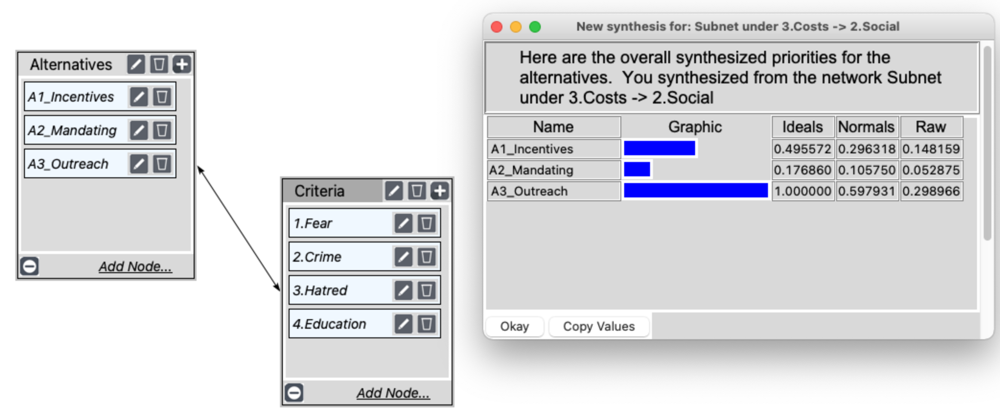 Alternatives
A1_Incentives
A2_Mandating
A3_Outreach
Add Node...
Criteria
1.Fear
2.Crime
3.Hatred
4.Education
Add Node...
New synthesis for: Subnet under 3.Costs -> 2.Social
Here are the overall synthesized priorities for the
alternatives. You synthesized from the network Subnet
under 3.Costs -> 2.Social
Name Graphic Ideals Normals Raw
A1_Incentives 0.495572 0.296318 0.148159
A2_Mandating 0.176860 0.105750 0.052875
A3_Outreach 1.000000 0.597931 0.298966
Okay Copy Values